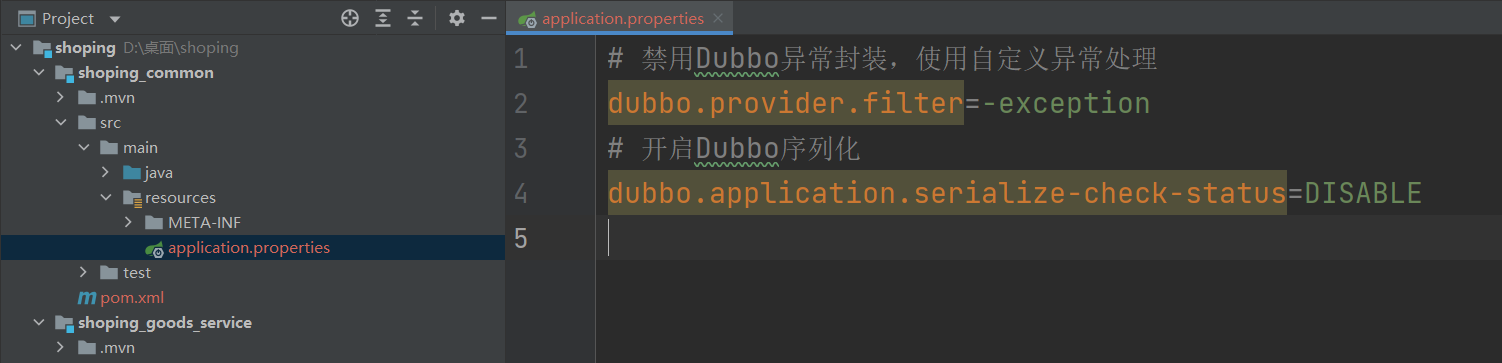 Project
shoping D:\桌面\shoping
shoping_common
.mvn
src
main
java
resources
META-INF
application.properties
test
pom.xml
shoping_goods_service
.mvn
application.properties
1 # 禁用Dubbo异常封装，使用自定义异常处理
2 dubbo.provider.filter=-exception
3 # 开启Dubbo序列化
4 dubbo.application.serialize-check-status=DISABLE
5